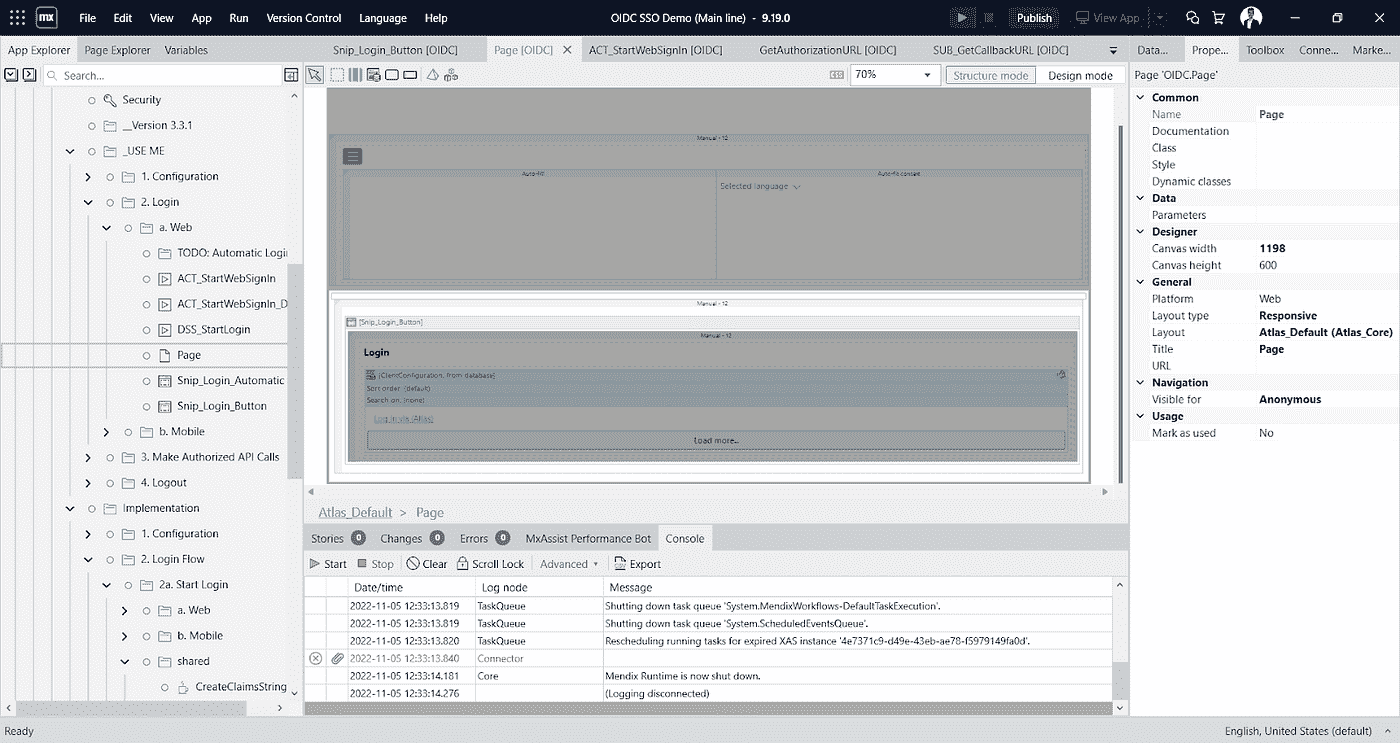 mx File Edit View App Run Version Control Language Help OIDC SSO Demo (Main line) - 9.19.0 Publish View App
App Explorer Page Explorer Variables Snip_Login_Button [OIDC] Page [OIDC] ACT_StartWebSignIn [OIDC] GetAuthorizationURL [OIDC] SUB_GetCallbackURL [OIDC] Data... Prope... Toolbox Conne... Marke...
Search... 70% Structure mode Design mode
Page 'OIDC.Page'
Security
__Version 3.3.1
_USE ME
1. Configuration
2. Login
a. Web
TODO: Automatic Logi
ACT_StartWebSignIn
ACT_StartWebSignIn_D
DSS_StartLogin
Page
Snip_Login_Automatic
Snip_Login_Button
b. Mobile
3. Make Authorized API Calls
4. Logout
Implementation
1. Configuration
2. Login Flow
2a. Start Login
a. Web
b. Mobile
shared
CreateClaimsString
Manual - 12
Auto-fill Auto-fit content
Selected language
Manual - 12
[Snip_Login_Button]
Manual - 12
Login
[ClientConfiguration, from database]
Sort order: (default)
Search on: (none)
Log in via {Alias}
Load more...
Atlas_Default > Page
Stories 0 Changes 0 Errors 0 MxAssist Performance Bot Console
Start Stop Clear Scroll Lock Advanced Export
Date/time Log node Message
2022-11-05 12:33:13.819 TaskQueue Shutting down task queue 'System.MendixWorkflows-DefaultTaskExecution'.
2022-11-05 12:33:13.819 TaskQueue Shutting down task queue 'System.ScheduledEventsQueue'.
2022-11-05 12:33:13.820 TaskQueue Rescheduling running tasks for expired XAS instance '4e7371c9-d49e-43eb-ae78-f5979149fa0d'.
2022-11-05 12:33:13.840 Connector
2022-11-05 12:33:14.181 Core Mendix Runtime is now shut down.
2022-11-05 12:33:14.276 (Logging disconnected)
Common
Name Page
Documentation
Class
Style
Dynamic classes
Data
Parameters
Designer
Canvas width 1198
Canvas height 600
General
Platform Web
Layout type Responsive
Layout Atlas_Default (Atlas_Core)
Title Page
URL
Navigation
Visible for Anonymous
Usage
Mark as used No
Ready English, United States (default)